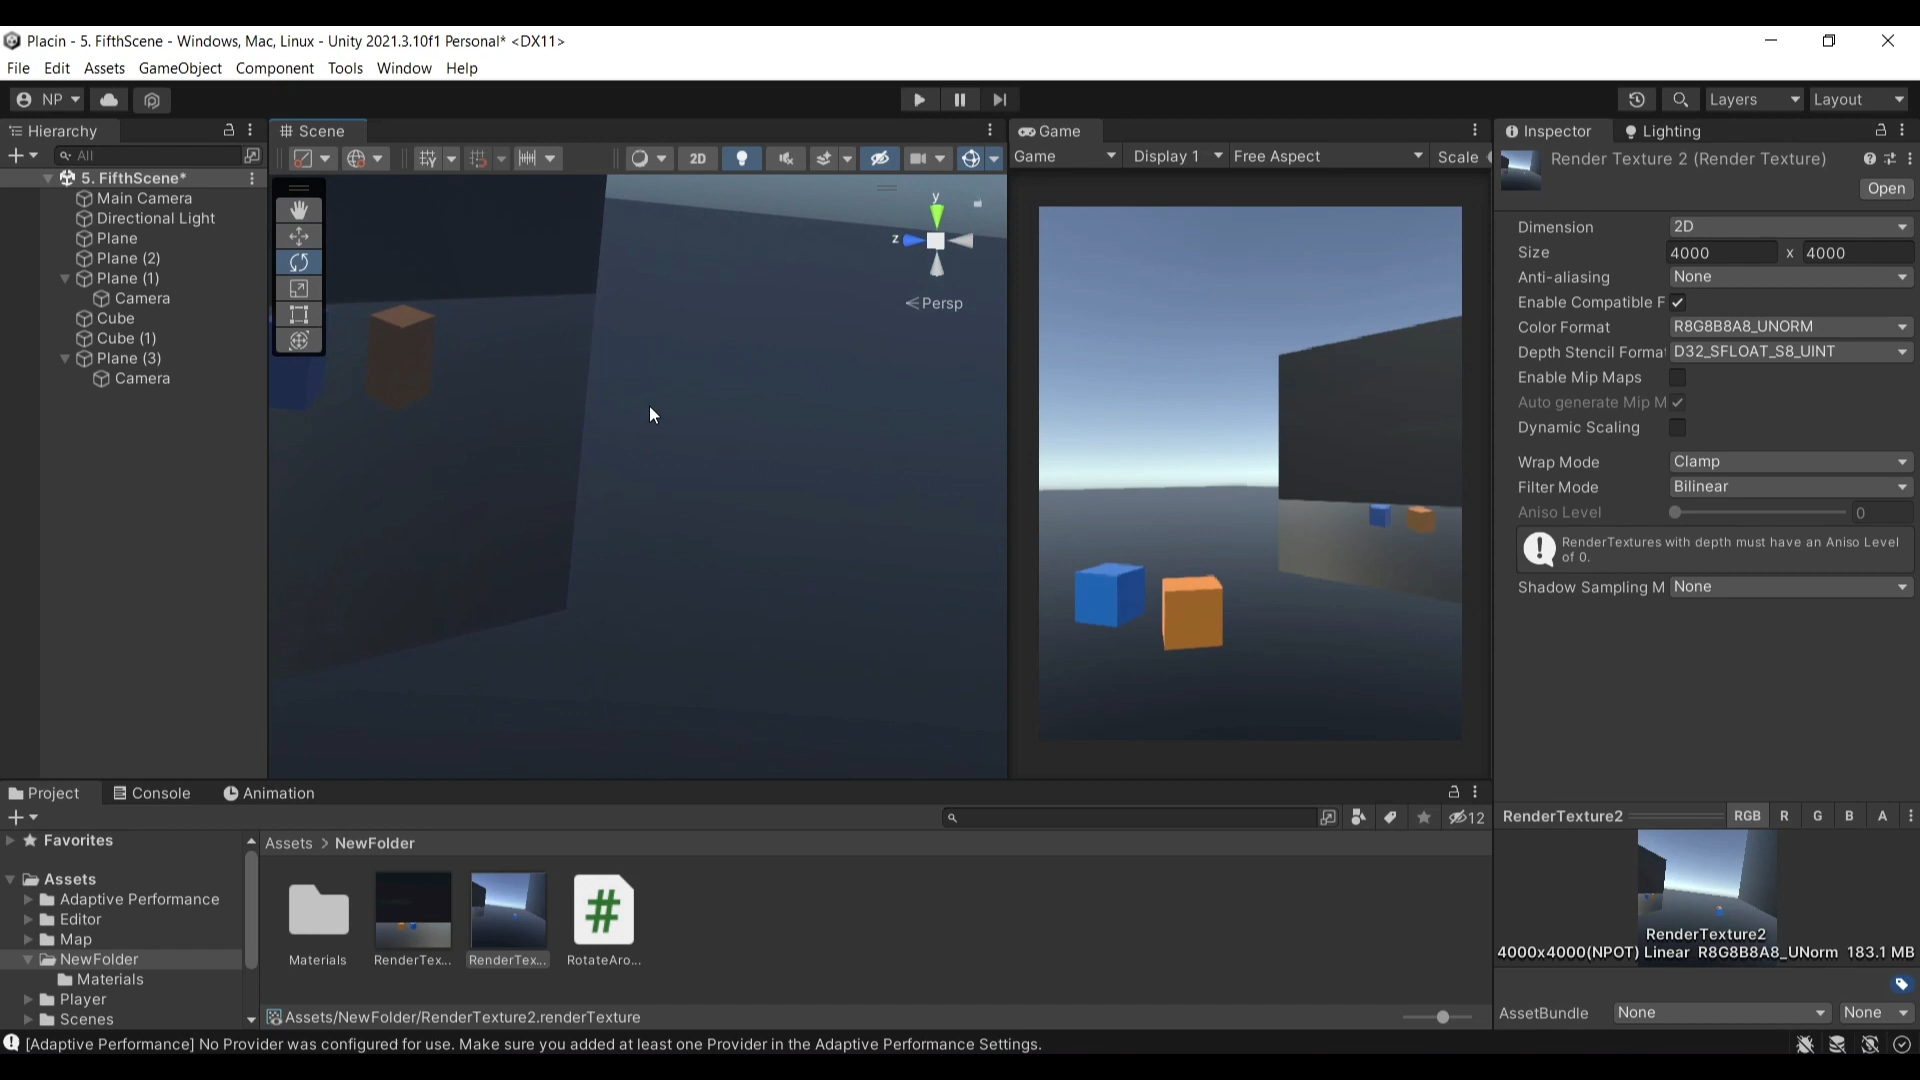 Placin - 5. FifthScene - Windows, Mac, Linux - Unity 2021.3.10f1 Personal* <DX11>
File Edit Assets GameObject Component Tools Window Help
NP
Layers Layout
Hierarchy
All
5. FifthScene*
Main Camera
Directional Light
Plane
Plane (2)
Plane (1)
Camera
Cube
Cube (1)
Plane (3)
Camera
Scene
2D
y
z
Persp
Game
Game Display 1 Free Aspect Scale
Inspector Lighting
Render Texture 2 (Render Texture)
Open
Dimension 2D
Size 4000 x 4000
Anti-aliasing None
Enable Compatible F
Color Format R8G8B8A8_UNORM
Depth Stencil Forma D32_SFLOAT_S8_UINT
Enable Mip Maps
Auto generate Mip M
Dynamic Scaling
Wrap Mode Clamp
Filter Mode Bilinear
Aniso Level 0
RenderTextures with depth must have an Aniso Level
of 0.
Shadow Sampling M None
Project Console Animation
12
Favorites
Assets
Adaptive Performance
Editor
Map
NewFolder
Materials
Player
Scenes
Assets > NewFolder
Materials RenderTex... RenderTex... RotateAro...
Assets/NewFolder/RenderTexture2.renderTexture
RenderTexture2 RGB R G B A
RenderTexture2
4000x4000(NPOT) Linear R8G8B8A8_UNorm 183.1 MB
AssetBundle None None
[Adaptive Performance] No Provider was configured for use. Make sure you added at least one Provider in the Adaptive Performance Settings.